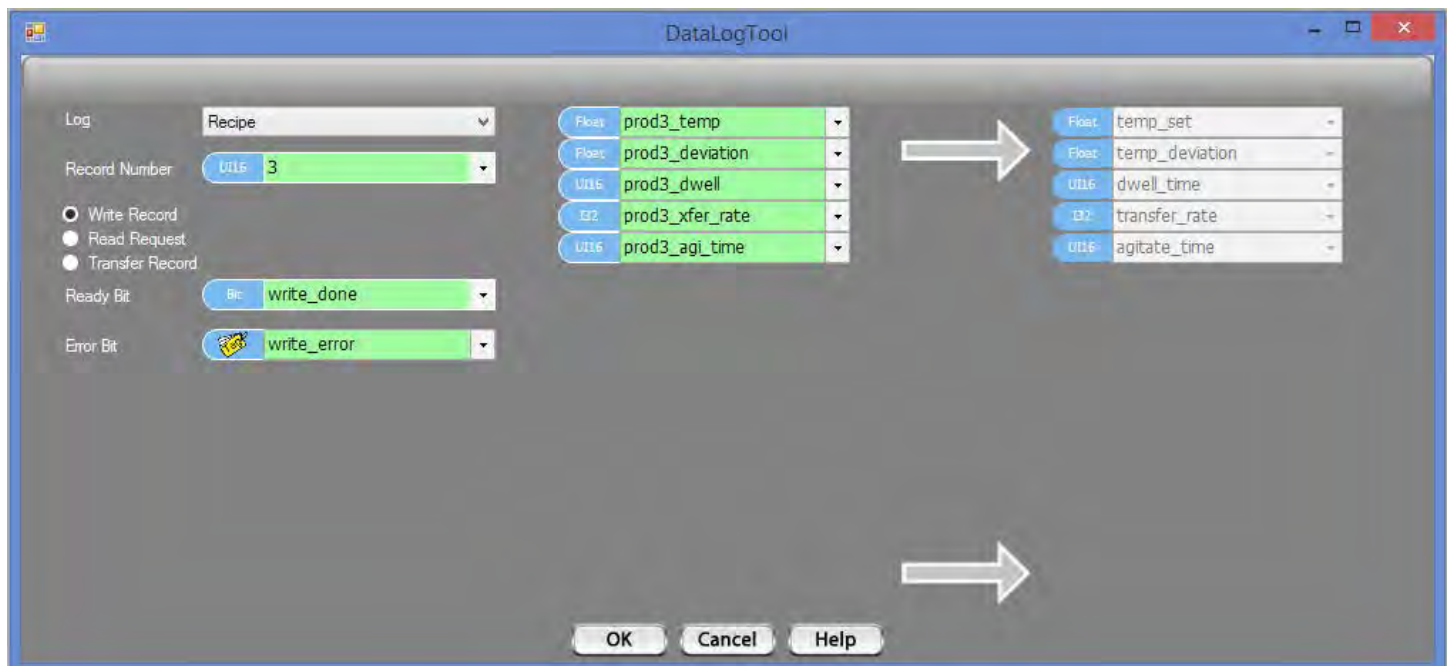 DataLogTool
Log Recipe
Record Number UI16 3
Write Record
Read Request
Transfer Record
Ready Bit Bit write_done
Error Bit Tag write_error
Float prod3_temp
Float prod3_deviation
UI16 prod3_dwell
I32 prod3_xfer_rate
UI16 prod3_agi_time
Float temp_set
Float temp_deviation
UI16 dwell_time
I32 transfer_rate
UI16 agitate_time
OK Cancel Help